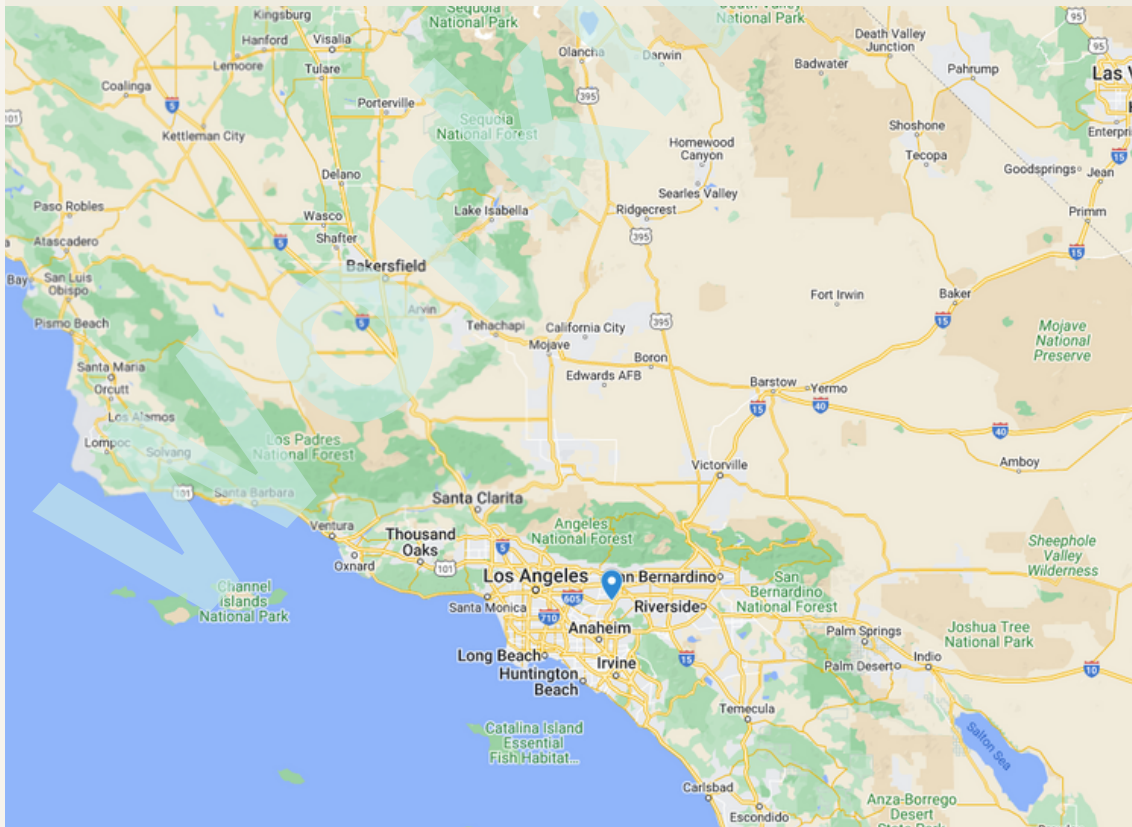 Kingsburg
Sequoia
National Park
Death Valley
National Park
95
Hanford
Visalia
Olancha
Darwin
Death Valley
Junction
95
Lemoore
Tulare
Badwater
Pahrump
Las V
Coalinga
5
395
101
Porterville
Kettleman City
Sequoia
National Forest
Shoshone
Enterpri
Homewood
Canyon
Tecopa
15
Goodsprings
Jean
Delano
Searles Valley
Paso Robles
Wasco
Lake Isabella
Ridgecrest
Primm
Atascadero
Shafter
5
395
15
Bay
San Luis
Obispo
Bakersfield
Fort Irwin
Baker
Pismo Beach
Arvin
5
Tehachapi
California City
395
15
Mojave
National
Preserve
Mojave
Boron
Santa Maria
Orcutt
Edwards AFB
Barstow
Yermo
Los Alamos
15
40
40
Lompoc
Solvang
Los Padres
National Forest
Victorville
Amboy
101
Santa Barbara
Santa Clarita
Ventura
Thousand
Oaks
Angeles
National Forest
5
Oxnard
101
Sheephole
Valley
Wilderness
Channel
Islands
National Park
Los Angeles
605
an Bernardino
San
Bernardino
National Forest
Santa Monica
710
Riverside
Anaheim
Joshua Tree
National Park
Palm Springs
Long Beach
Irvine
15
Palm Desert
Indio
10
Huntington
Beach
Temecula
Catalina Island
Essential
Fish Habitat...
Salton Sea
Carlsbad
Escondido
Anza-Borrego
Desert
State Park